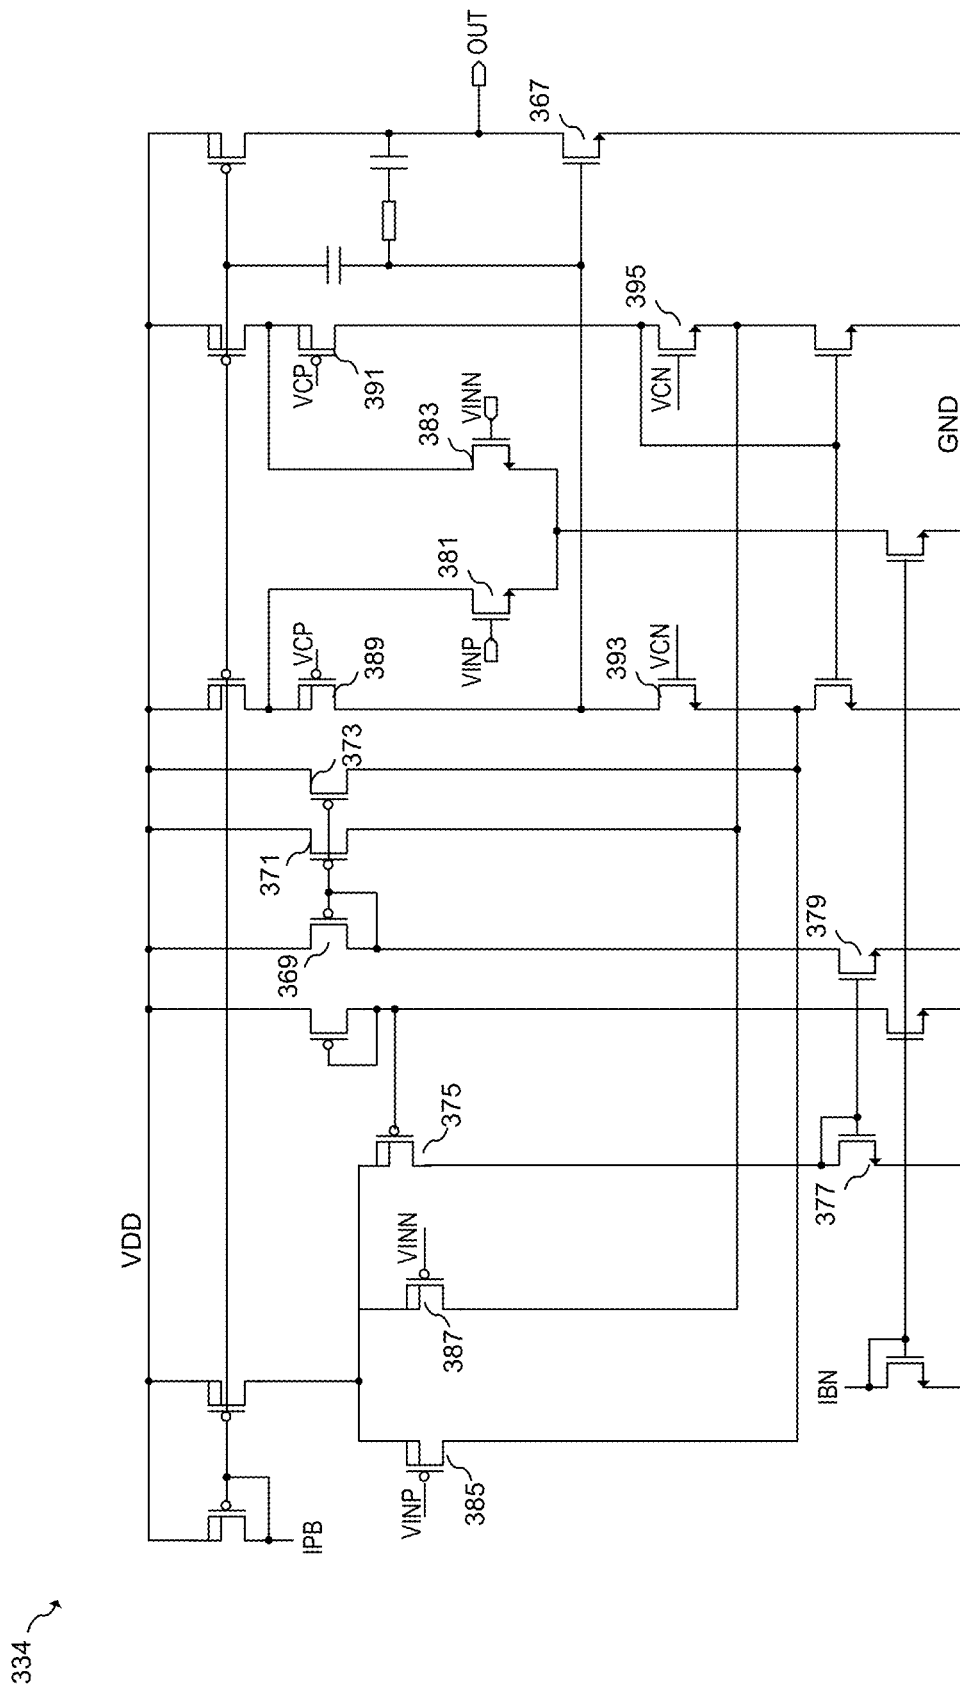 334
VDD
IPB
VINP
385
387
VINN
375
IBN
377
379
369
371
373
VCP
389
VCP
391
VINP
381
383
VINN
393
VCN
VCN
395
367
OUT
GND